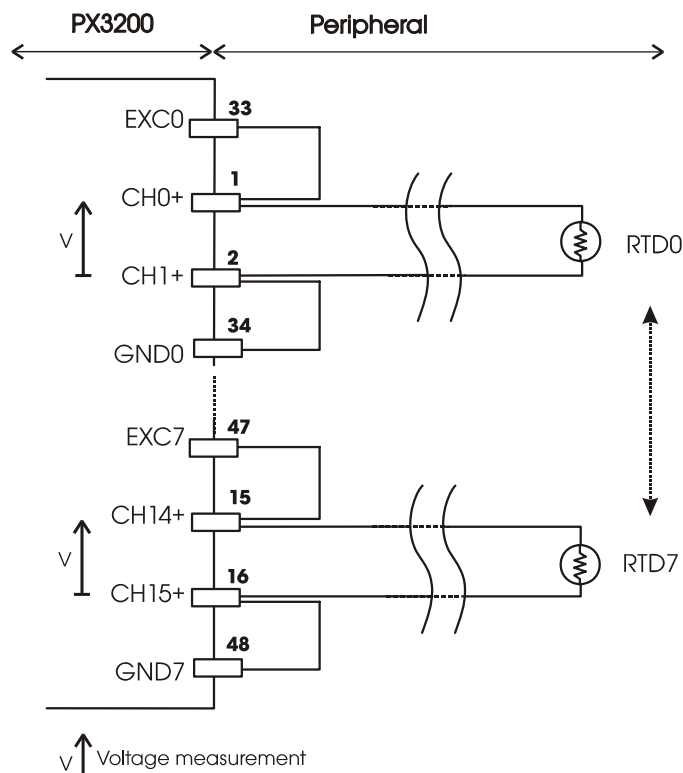 PX3200 Peripheral
EXC0 33
CH0+ 1
V
CH1+ 2
GND0 34
RTD0
EXC7 47
CH14+ 15
V
CH15+ 16
GND7 48
RTD7
V Voltage measurement